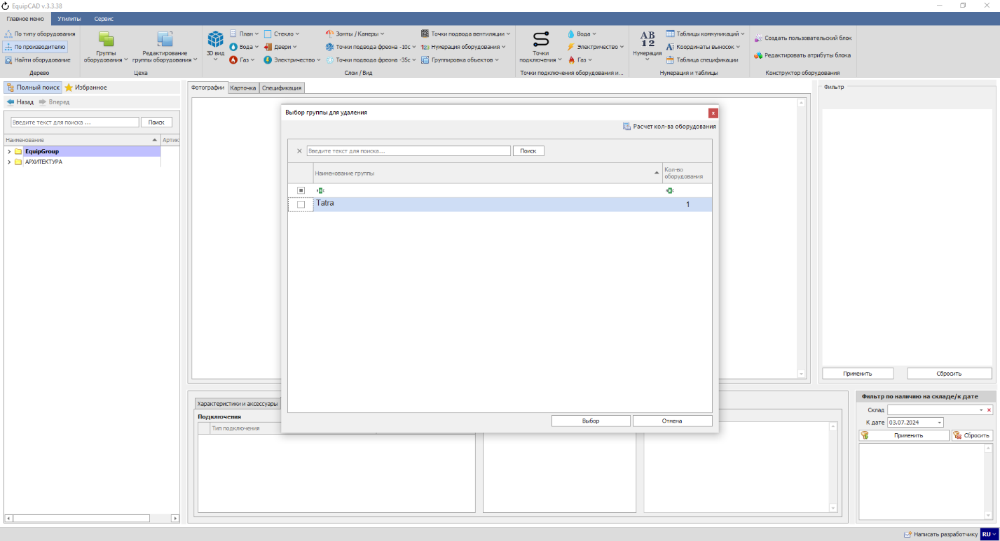 EquipCAD v.3.3.38
Главное меню Утилиты Сервис
По типу оборудования
По производителю
Найти оборудование
Дерево
Группы
оборудования
Редактирование
группы оборудования
Цеха
3D вид
План
Вода
Газ
Стекло
Двери
Электричество
Зонты / Камеры
Точки подвода фреона -10с
Точки подвода фреона -35с
Точки подвода вентиляции
Нумерация оборудования
Группировка объектов
Слои / Вид
Точки
подключения
Вода
Электричество
Газ
Точки подключения оборудования и...
AB
12
Нумерация
Таблицы коммуникаций
Координаты выносок
Таблица спецификации
Нумерация и таблицы
Создать пользовательский блок
Редактировать атрибуты блока
Конструктор оборудования
Полный поиск Избранное
Назад Вперед
Введите текст для поиска ... Поиск
Наименование Артик
EquipGroup
АРХИТЕКТУРА
Фотографии Карточка Спецификация
Выбор группы для удаления
x
Расчет кол-ва оборудования
Введите текст для поиска... Поиск
Наименование группы
Кол-во
оборудования
Tatra 1
Выбор Отмена
Характеристики и аксессуары
Подключения
Тип подключения
Фильтр
Применить Сбросить
Фильтр по наличию на складе/к дате
Склад
К дате 03.07.2024
Применить Сбросить
Написать разработчику RU